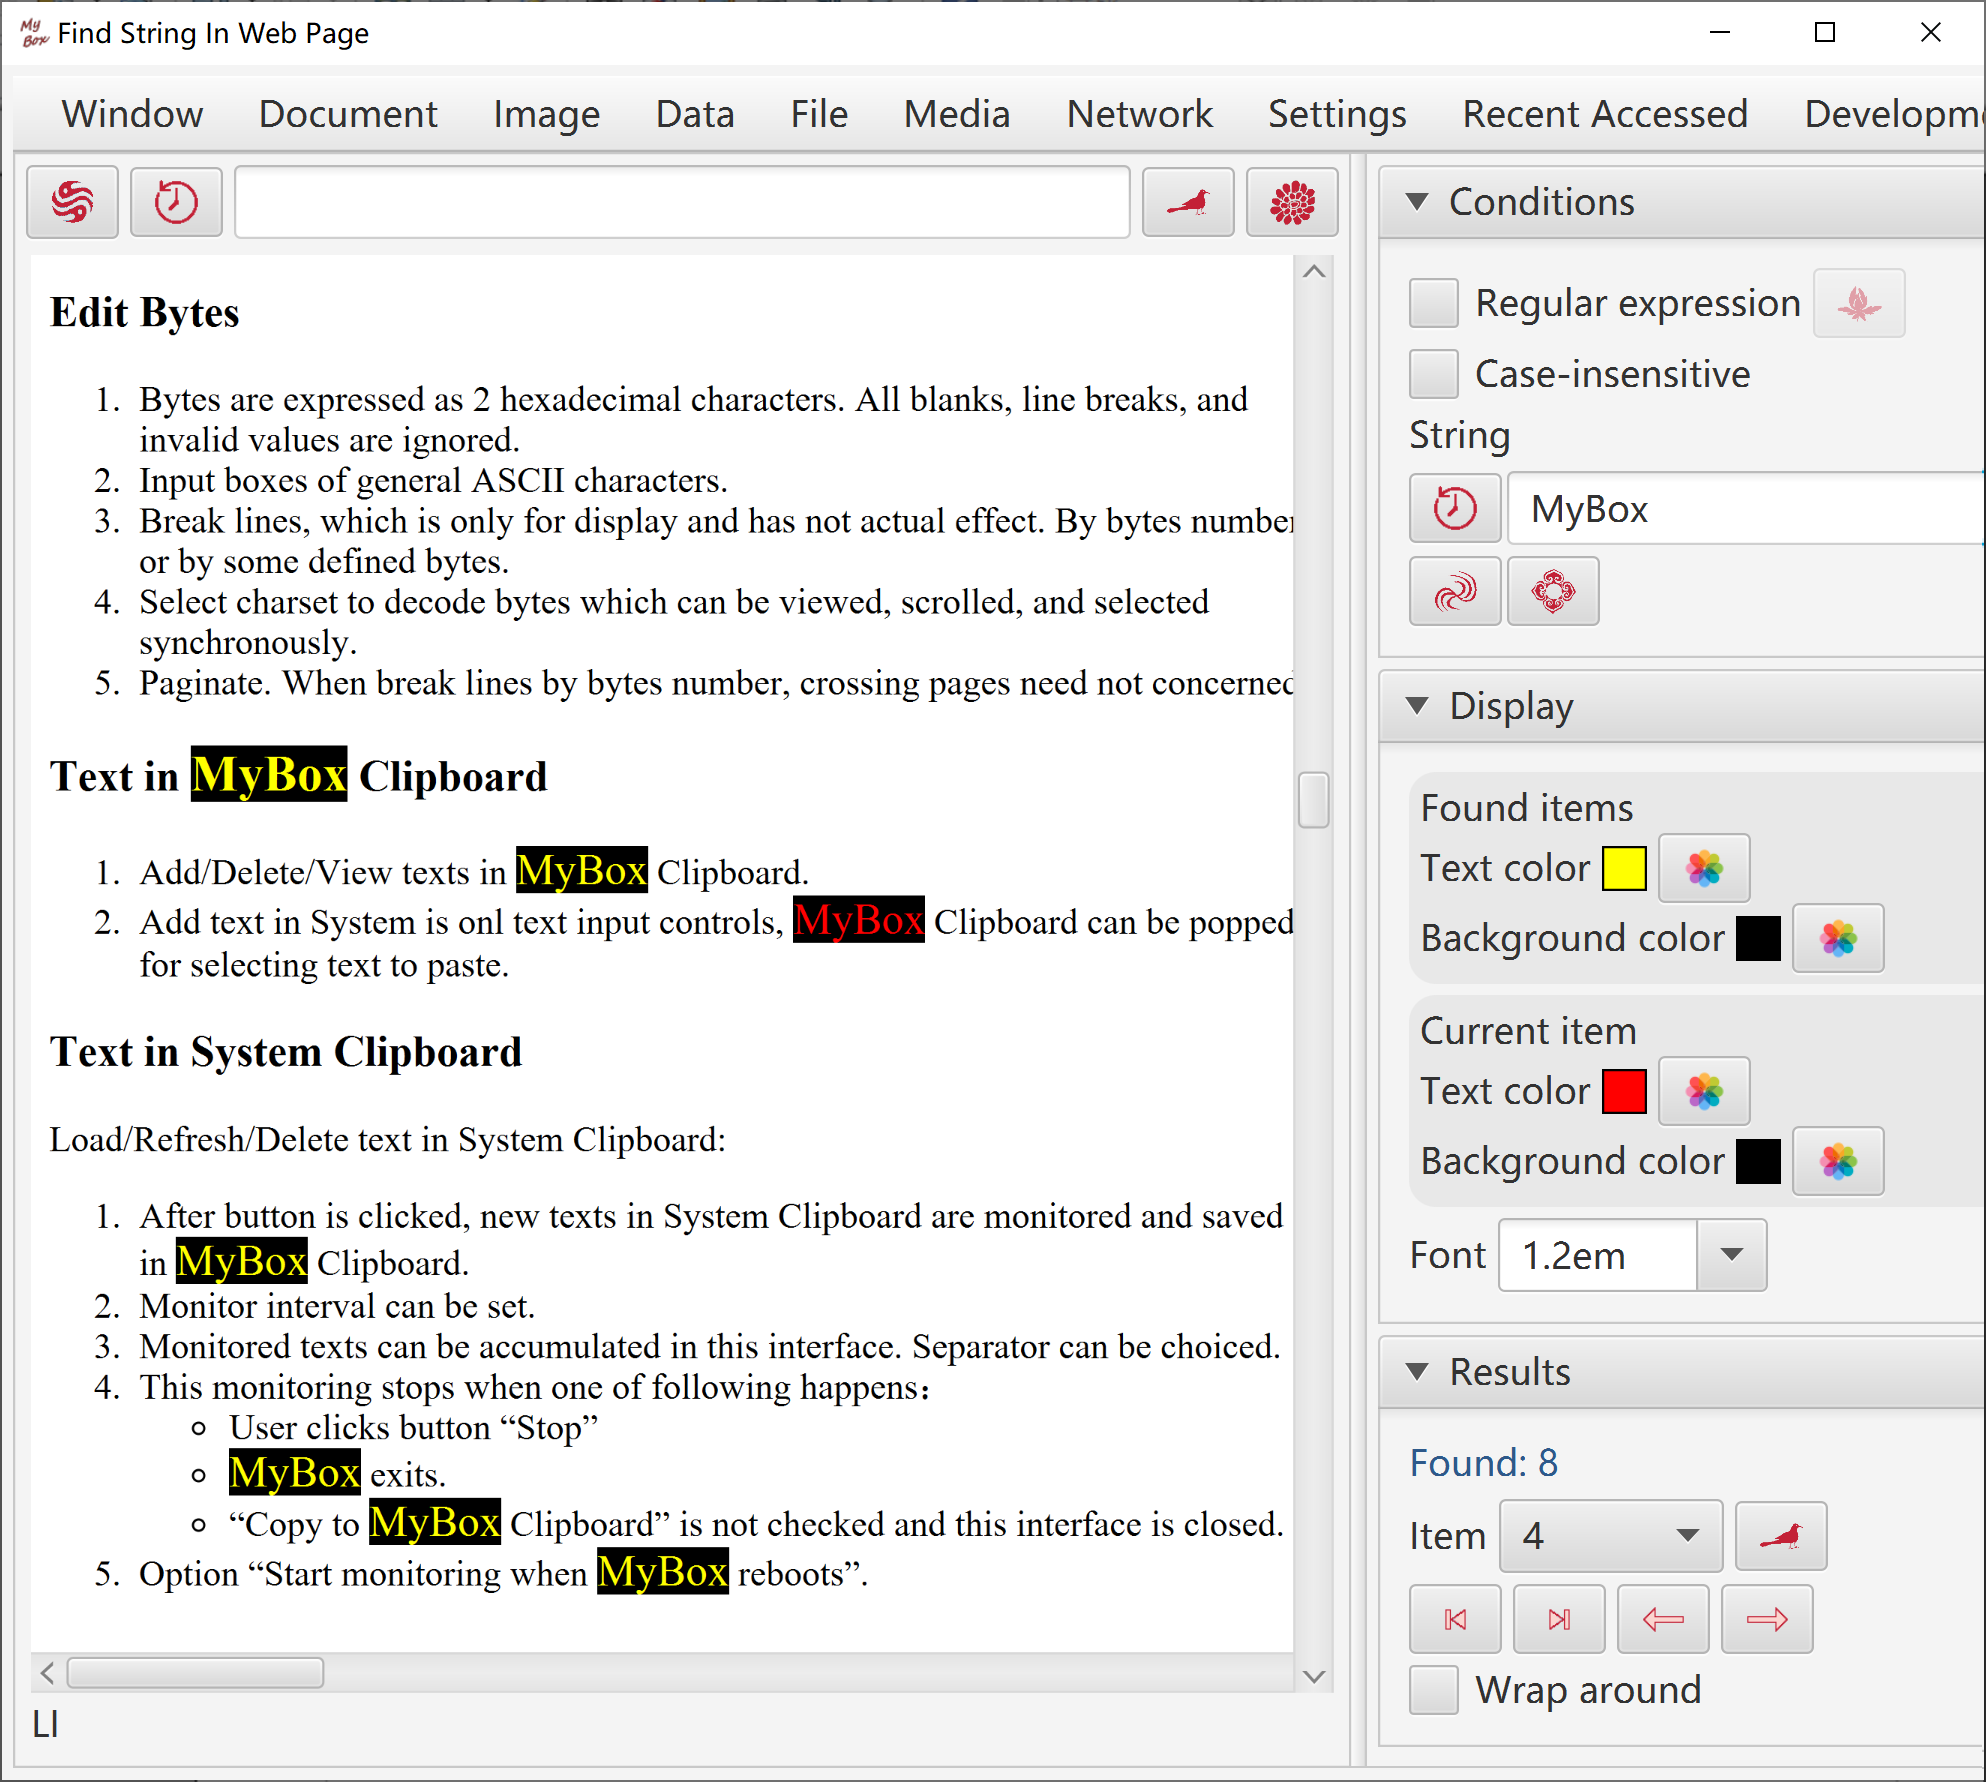 My Box Find String In Web Page
Window Document Image Data File Media Network Settings Recent Accessed Developm
Edit Bytes
1. Bytes are expressed as 2 hexadecimal characters. All blanks, line breaks, and
invalid values are ignored.
2. Input boxes of general ASCII characters.
3. Break lines, which is only for display and has not actual effect. By bytes number
or by some defined bytes.
4. Select charset to decode bytes which can be viewed, scrolled, and selected
synchronously.
5. Paginate. When break lines by bytes number, crossing pages need not concerned
Text in MyBox Clipboard
1. Add/Delete/View texts in MyBox Clipboard.
2. Add text in System is onl text input controls, MyBox Clipboard can be popped
for selecting text to paste.
Text in System Clipboard
Load/Refresh/Delete text in System Clipboard:
1. After button is clicked, new texts in System Clipboard are monitored and saved
in MyBox Clipboard.
2. Monitor interval can be set.
3. Monitored texts can be accumulated in this interface. Separator can be choiced.
4. This monitoring stops when one of following happens：
User clicks button “Stop”
MyBox exits.
“Copy to MyBox Clipboard” is not checked and this interface is closed.
5. Option “Start monitoring when MyBox reboots”.
LI
Conditions
Regular expression
Case-insensitive
String
MyBox
Display
Found items
Text color
Background color
Current item
Text color
Background color
Font 1.2em
Results
Found: 8
Item 4
Wrap around